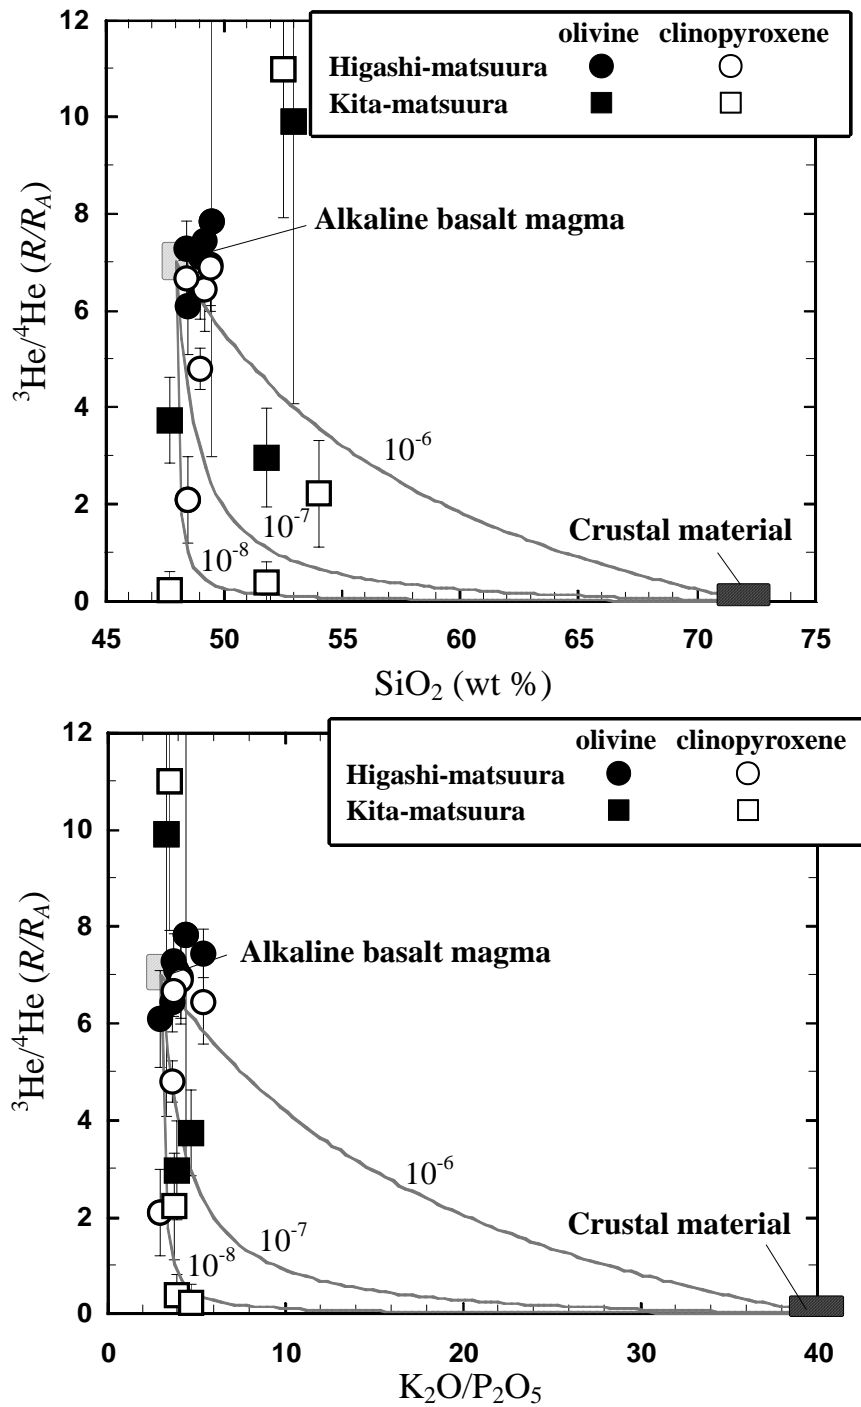 olivine clinopyroxene
Higashi-matsuura
Kita-matsuura
12
10
8
6
4
2
0
³He/⁴He (R/R_A)
Alkaline basalt magma
10⁻⁶
10⁻⁷
10⁻⁸
Crustal material
45 50 55 60 65 70 75
SiO₂ (wt %)
olivine clinopyroxene
Higashi-matsuura
Kita-matsuura
12
10
8
6
4
2
0
³He/⁴He (R/R_A)
Alkaline basalt magma
10⁻⁶
10⁻⁷
10⁻⁸
Crustal material
0 10 20 30 40
K₂O/P₂O₅